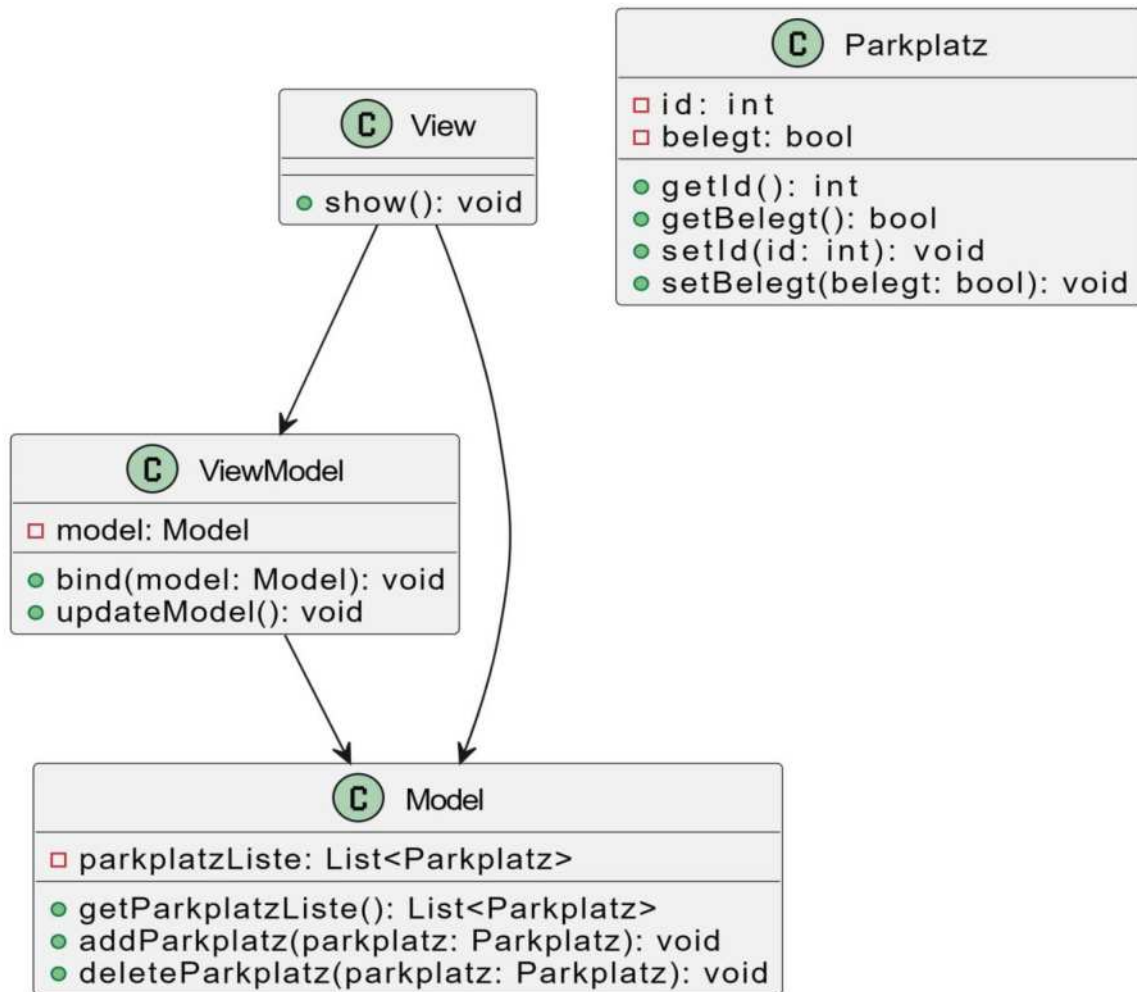 C View
show(): void
C Parkplatz
id: int
belegt: bool
getId(): int
getBelegt(): bool
setId(id: int): void
setBelegt(belegt: bool): void
C ViewModel
model: Model
bind(model: Model): void
updateModel(): void
C Model
parkplatzListe: List<Parkplatz>
getParkplatzListe(): List<Parkplatz>
addParkplatz(parkplatz: Parkplatz): void
deleteParkplatz(parkplatz: Parkplatz): void